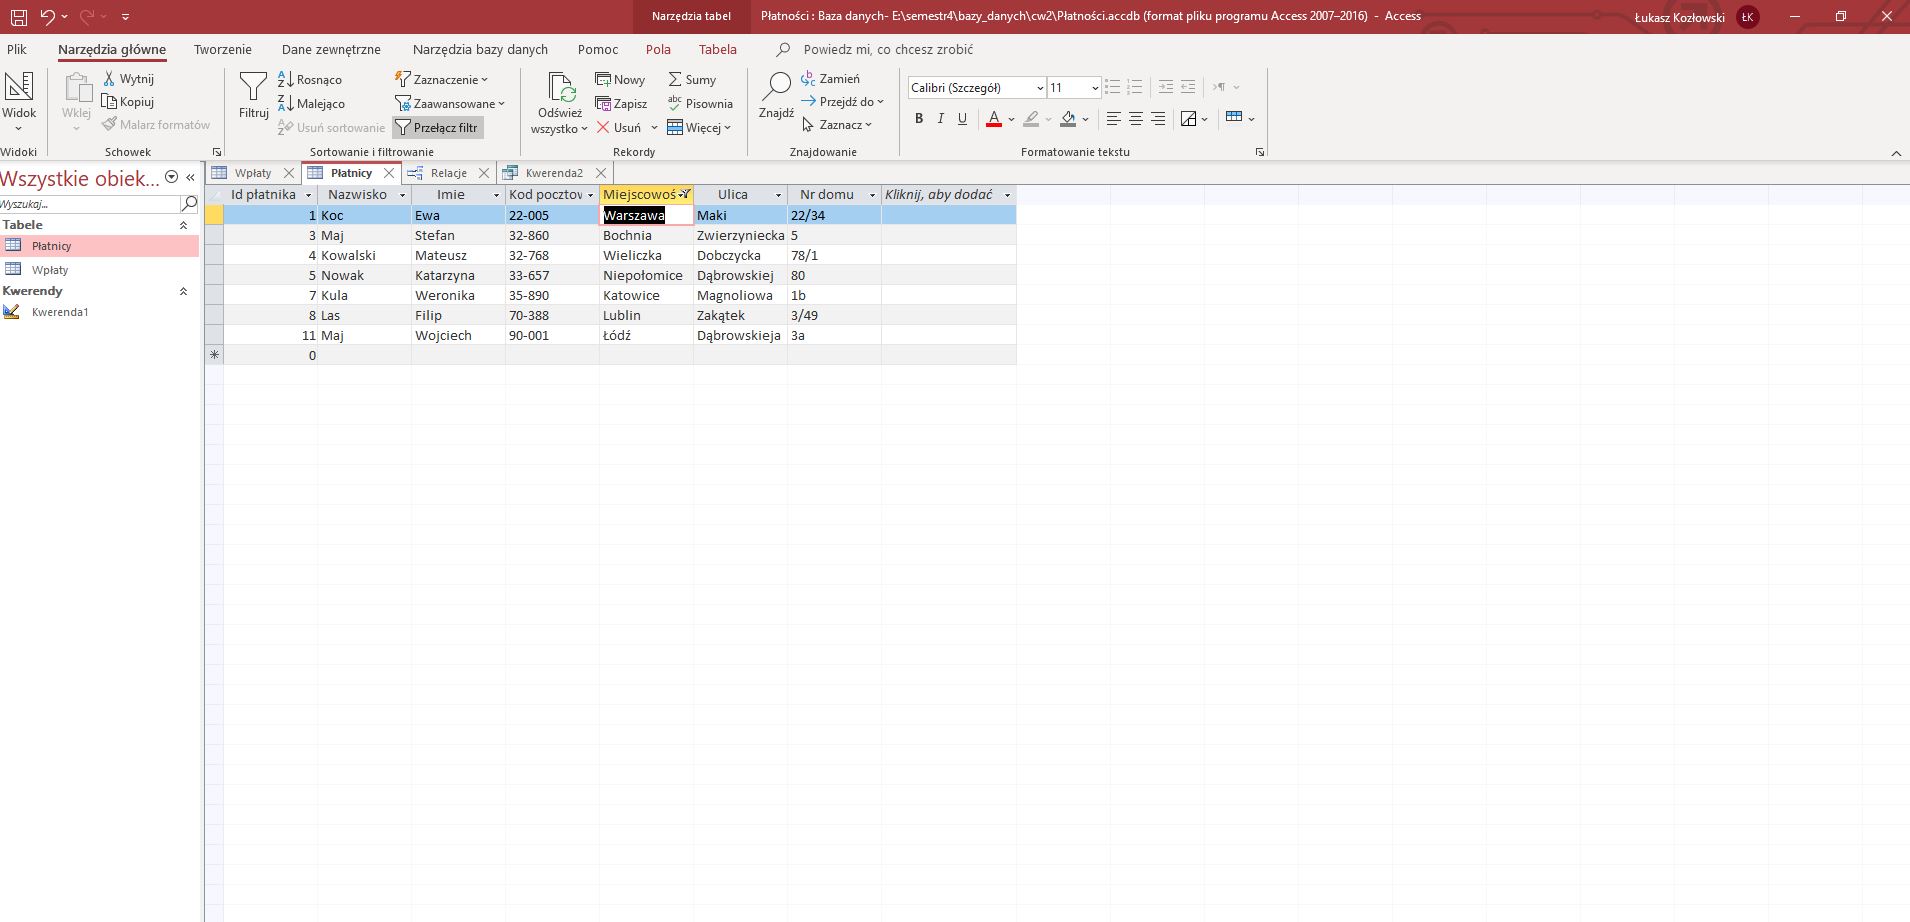 Narzędzia tabel Płatności : Baza danych- E:\semestr4\bazy_danych\cw2\Płatności.accdb (format pliku programu Access 2007–2016) - Access Łukasz Kozłowski ŁK
Plik Narzędzia główne Tworzenie Dane zewnętrzne Narzędzia bazy danych Pomoc Pola Tabela Powiedz mi, co chcesz zrobić
Widok
Widoki
Wklej
Wytnij
Kopiuj
Malarz formatów
Schowek
Filtruj
Rosnąco
Malejąco
Usuń sortowanie
Zaznaczenie
Zaawansowane
Przełącz filtr
Sortowanie i filtrowanie
Odśwież
wszystko
Nowy
Zapisz
Usuń
Sumy
Pisownia
Więcej
Rekordy
Znajdź
Zamień
Przejdź do
Zaznacz
Znajdowanie
Calibri (Szczegół) 11
B I U A
Formatowanie tekstu
Wszystkie obiek... «
Wyszukaj...
Tabele
Płatnicy
Wpłaty
Kwerendy
Kwerenda1
Wpłaty Płatnicy Relacje Kwerenda2
Id płatnika Nazwisko Imie Kod pocztow Miejscowoś Ulica Nr domu Kliknij, aby dodać
1 Koc Ewa 22-005 Warszawa Maki 22/34
3 Maj Stefan 32-860 Bochnia Zwierzyniecka 5
4 Kowalski Mateusz 32-768 Wieliczka Dobczycka 78/1
5 Nowak Katarzyna 33-657 Niepołomice Dąbrowskiej 80
7 Kula Weronika 35-890 Katowice Magnoliowa 1b
8 Las Filip 70-388 Lublin Zakątek 3/49
11 Maj Wojciech 90-001 Łódź Dąbrowskieja 3a
* 0